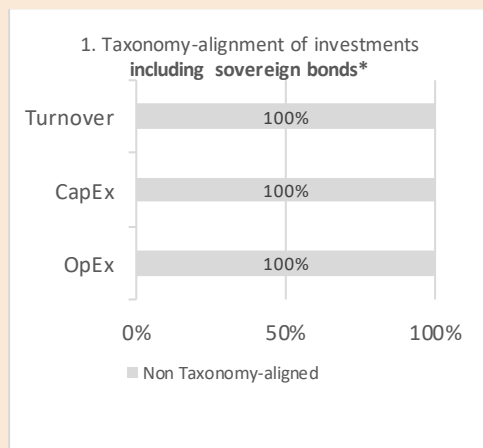 1. Taxonomy-alignment of investments
including sovereign bonds*
Turnover 100%
CapEx 100%
OpEx 100%
0% 50% 100%
Non Taxonomy-aligned